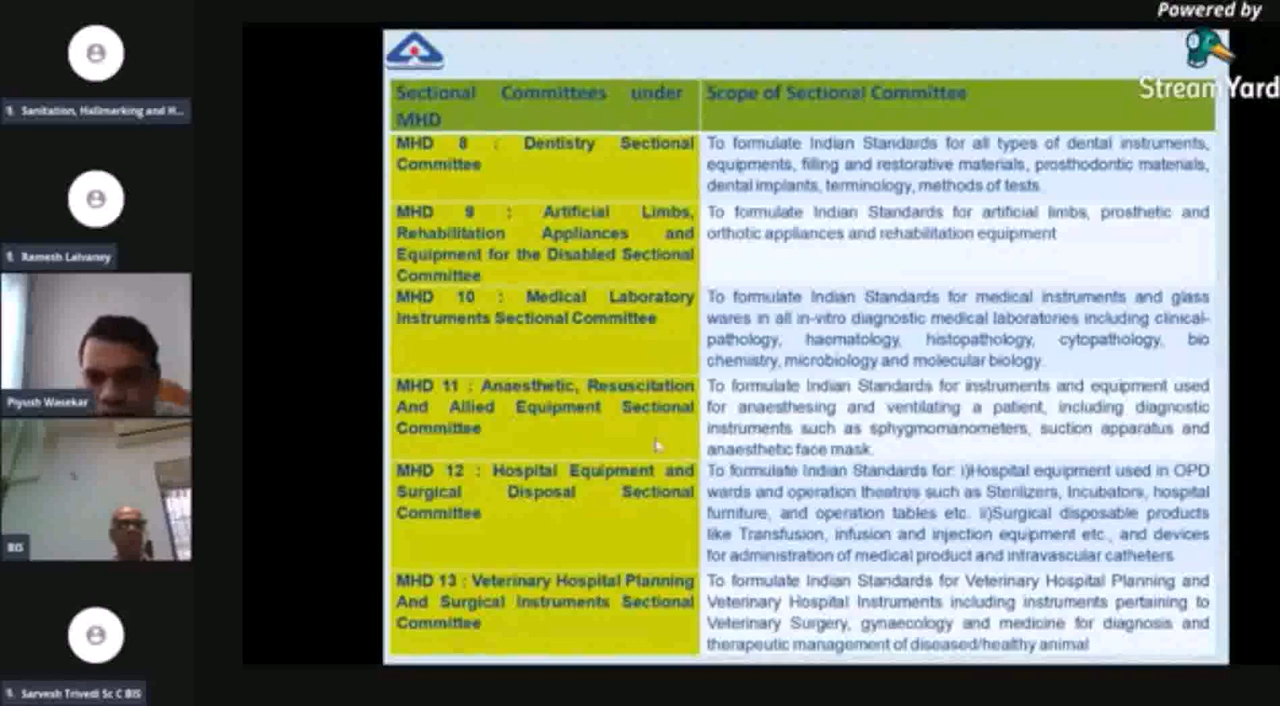 Powered by
StreamYard
Sanitation, Hallmarking and H...
Ramesh Lalvaney
Piyush Wasekar
BIS
Sarvesh Trivedi Sc C BIS
Sectional Committees under
MHD
Scope of Sectional Committee
MHD 8 : Dentistry Sectional
Committee
To formulate Indian Standards for all types of dental instruments,
equipments, filling and restorative materials, prosthodontic materials,
dental implants, terminology, methods of tests.
MHD 9 : Artificial Limbs,
Rehabilitation Appliances and
Equipment for the Disabled Sectional
Committee
To formulate Indian Standards for artificial limbs, prosthetic and
orthotic appliances and rehabilitation equipment
MHD 10 : Medical Laboratory
Instruments Sectional Committee
To formulate Indian Standards for medical instruments and glass
wares in all in-vitro diagnostic medical laboratories including clinical-
pathology, haematology, histopathology, cytopathology, bio
chemistry, microbiology and molecular biology.
MHD 11 : Anaesthetic, Resuscitation
And Allied Equipment Sectional
Committee
To formulate Indian Standards for instruments and equipment used
for anaesthesing and ventilating a patient, including diagnostic
instruments such as sphygmomanometers, suction apparatus and
anaesthetic face mask.
MHD 12 : Hospital Equipment and
Surgical Disposal Sectional
Committee
To formulate Indian Standards for: i)Hospital equipment used in OPD
wards and operation theatres such as Sterilizers, Incubators, hospital
furniture, and operation tables etc. ii)Surgical disposable products
like Transfusion, infusion and injection equipment etc., and devices
for administration of medical product and intravascular catheters
MHD 13 : Veterinary Hospital Planning
And Surgical Instruments Sectional
Committee
To formulate Indian Standards for Veterinary Hospital Planning and
Veterinary Hospital Instruments including instruments pertaining to
Veterinary Surgery, gynaecology and medicine for diagnosis and
therapeutic management of diseased/healthy animal